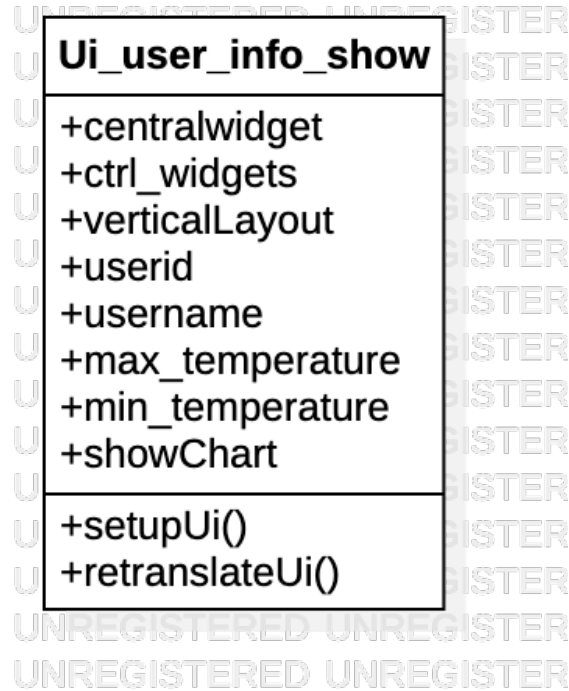 Ui_user_info_show
+centralwidget
+ctrl_widgets
+verticalLayout
+userid
+username
+max_temperature
+min_temperature
+showChart
+setupUi()
+retranslateUi()
UNREGISTERED UNREGISTER
UNREGISTERED UNREGISTER